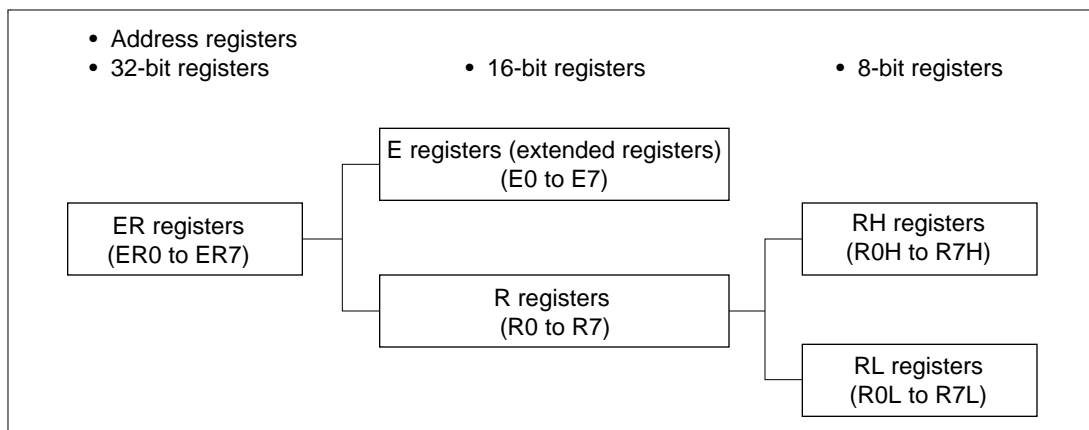 • Address registers
• 32-bit registers
• 16-bit registers
• 8-bit registers
E registers (extended registers)
(E0 to E7)
ER registers
(ER0 to ER7)
RH registers
(R0H to R7H)
R registers
(R0 to R7)
RL registers
(R0L to R7L)